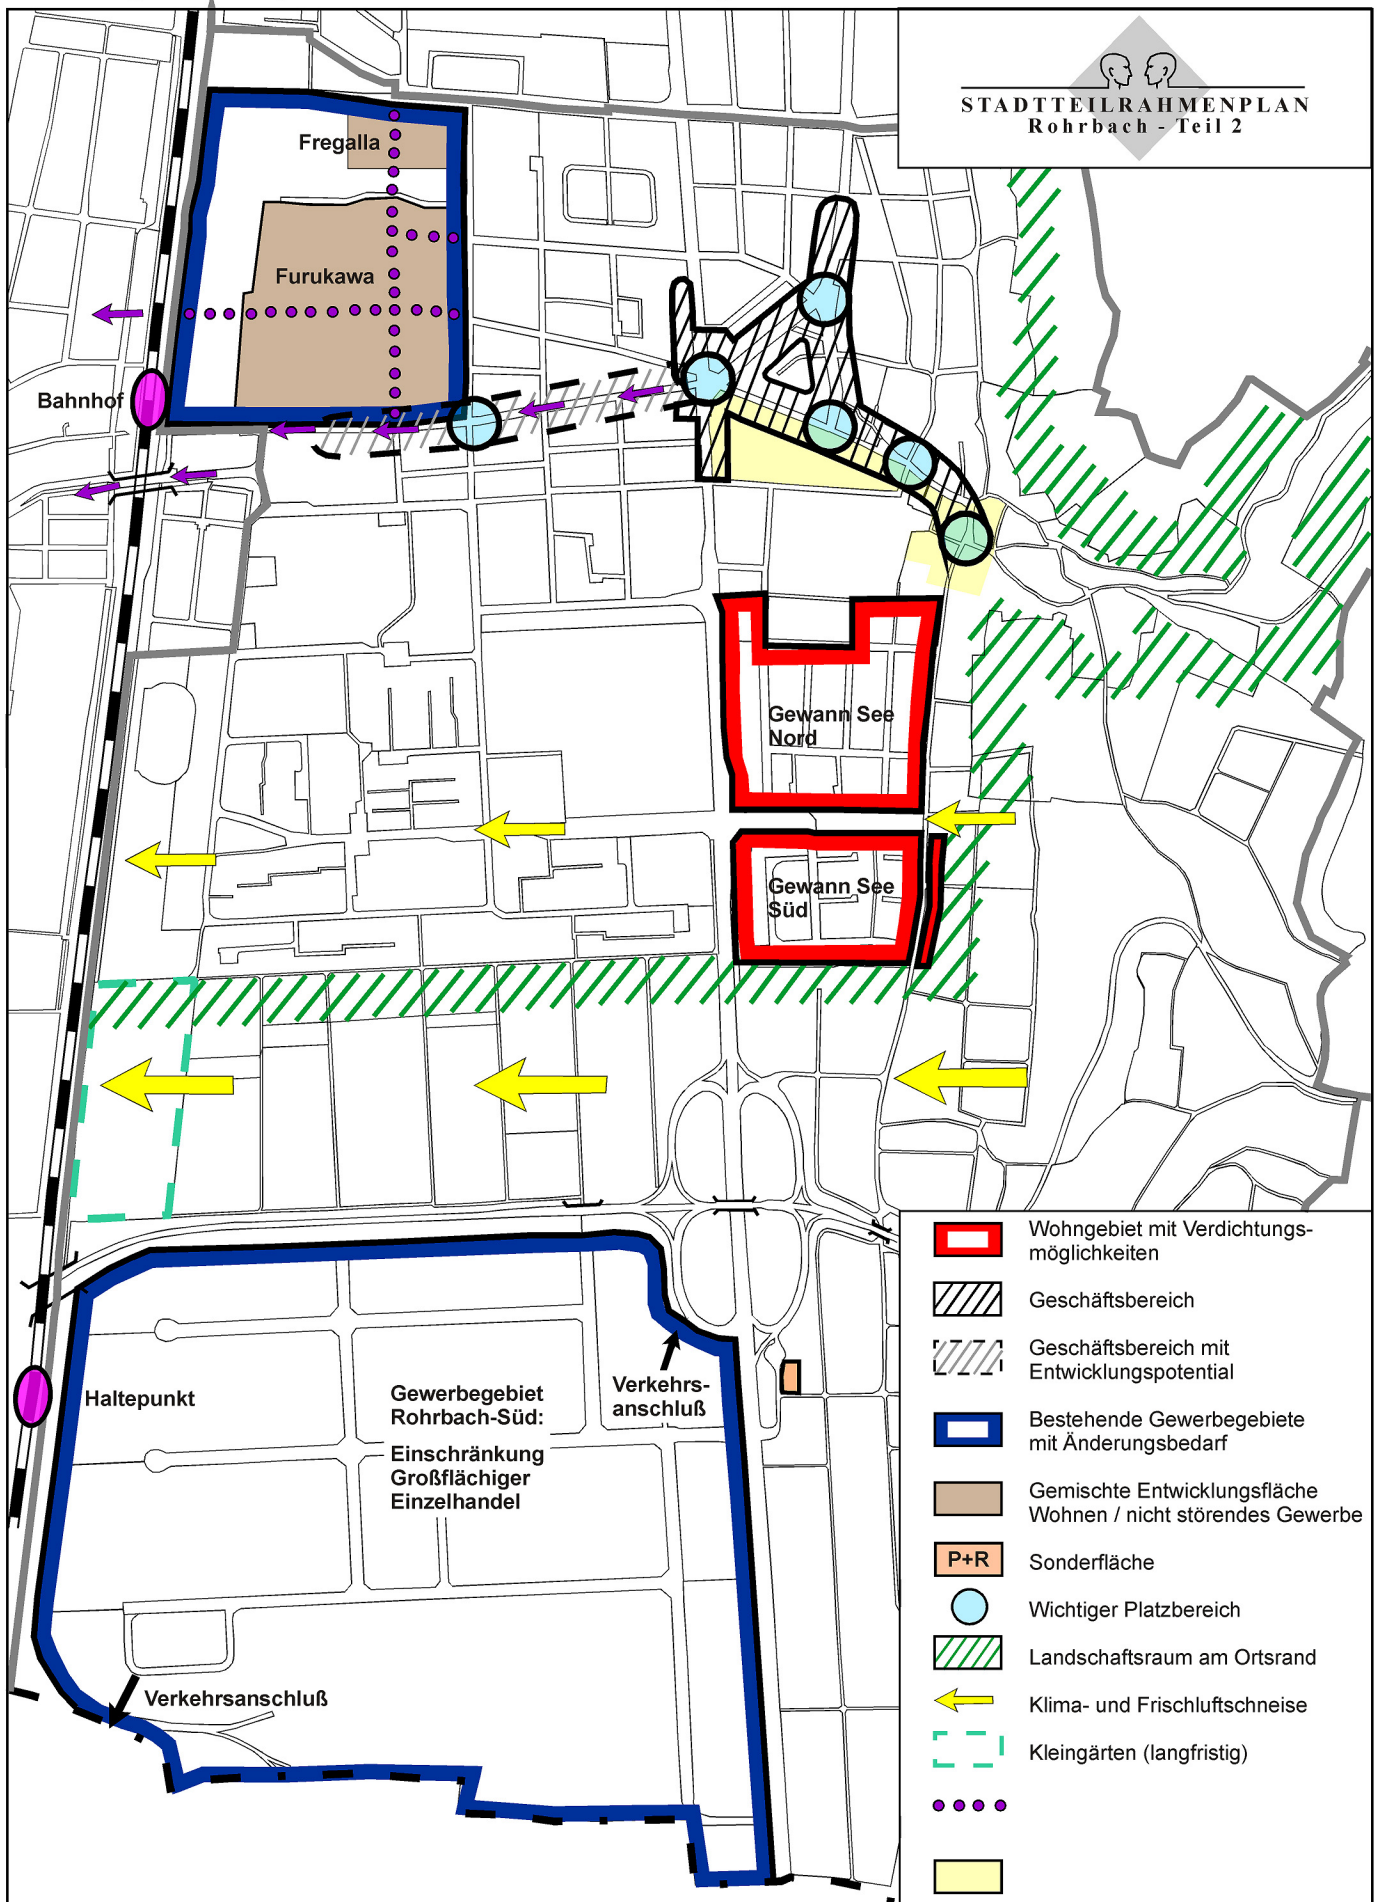 STADTTEILRAHMENPLAN
Rohrbach - Teil 2
Fregalla
Furukawa
Bahnhof
Gewann See
Nord
Gewann See
Süd
Haltepunkt
Gewerbegebiet
Rohrbach-Süd:
Einschränkung
Großflächiger
Einzelhandel
Verkehrs-
anschluß
Verkehrsanschluß
Wohngebiet mit Verdichtungs-
möglichkeiten
Geschäftsbereich
Geschäftsbereich mit
Entwicklungspotential
Bestehende Gewerbegebiete
mit Änderungsbedarf
Gemischte Entwicklungsfläche
Wohnen / nicht störendes Gewerbe
P+R Sonderfläche
Wichtiger Platzbereich
Landschaftsraum am Ortsrand
Klima- und Frischluftschneise
Kleingärten (langfristig)